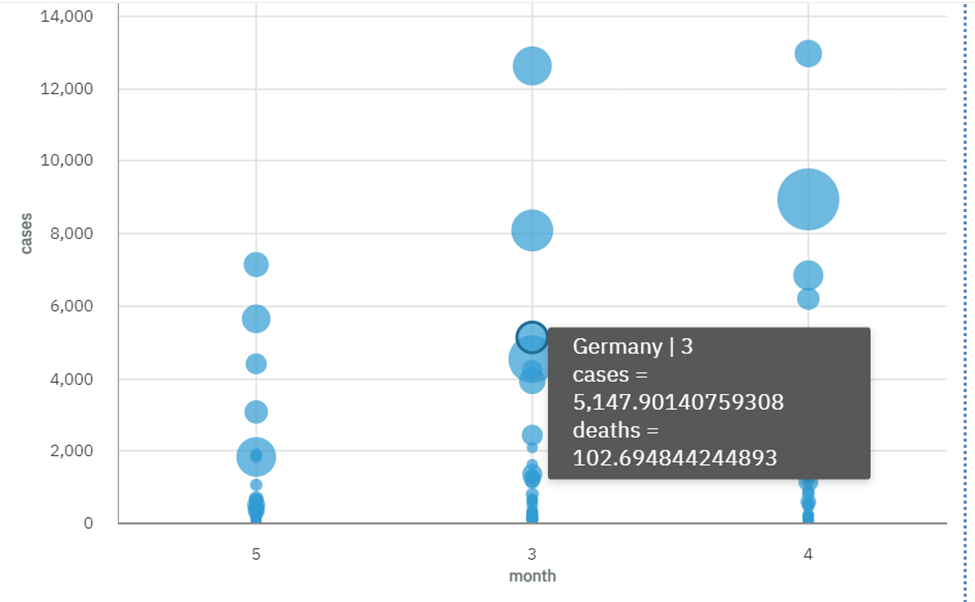 14,000
12,000
10,000
8,000
6,000
4,000
2,000
0
cases
Germany | 3
cases =
5,147.90140759308
deaths =
102.694844244893
5 3 4
month